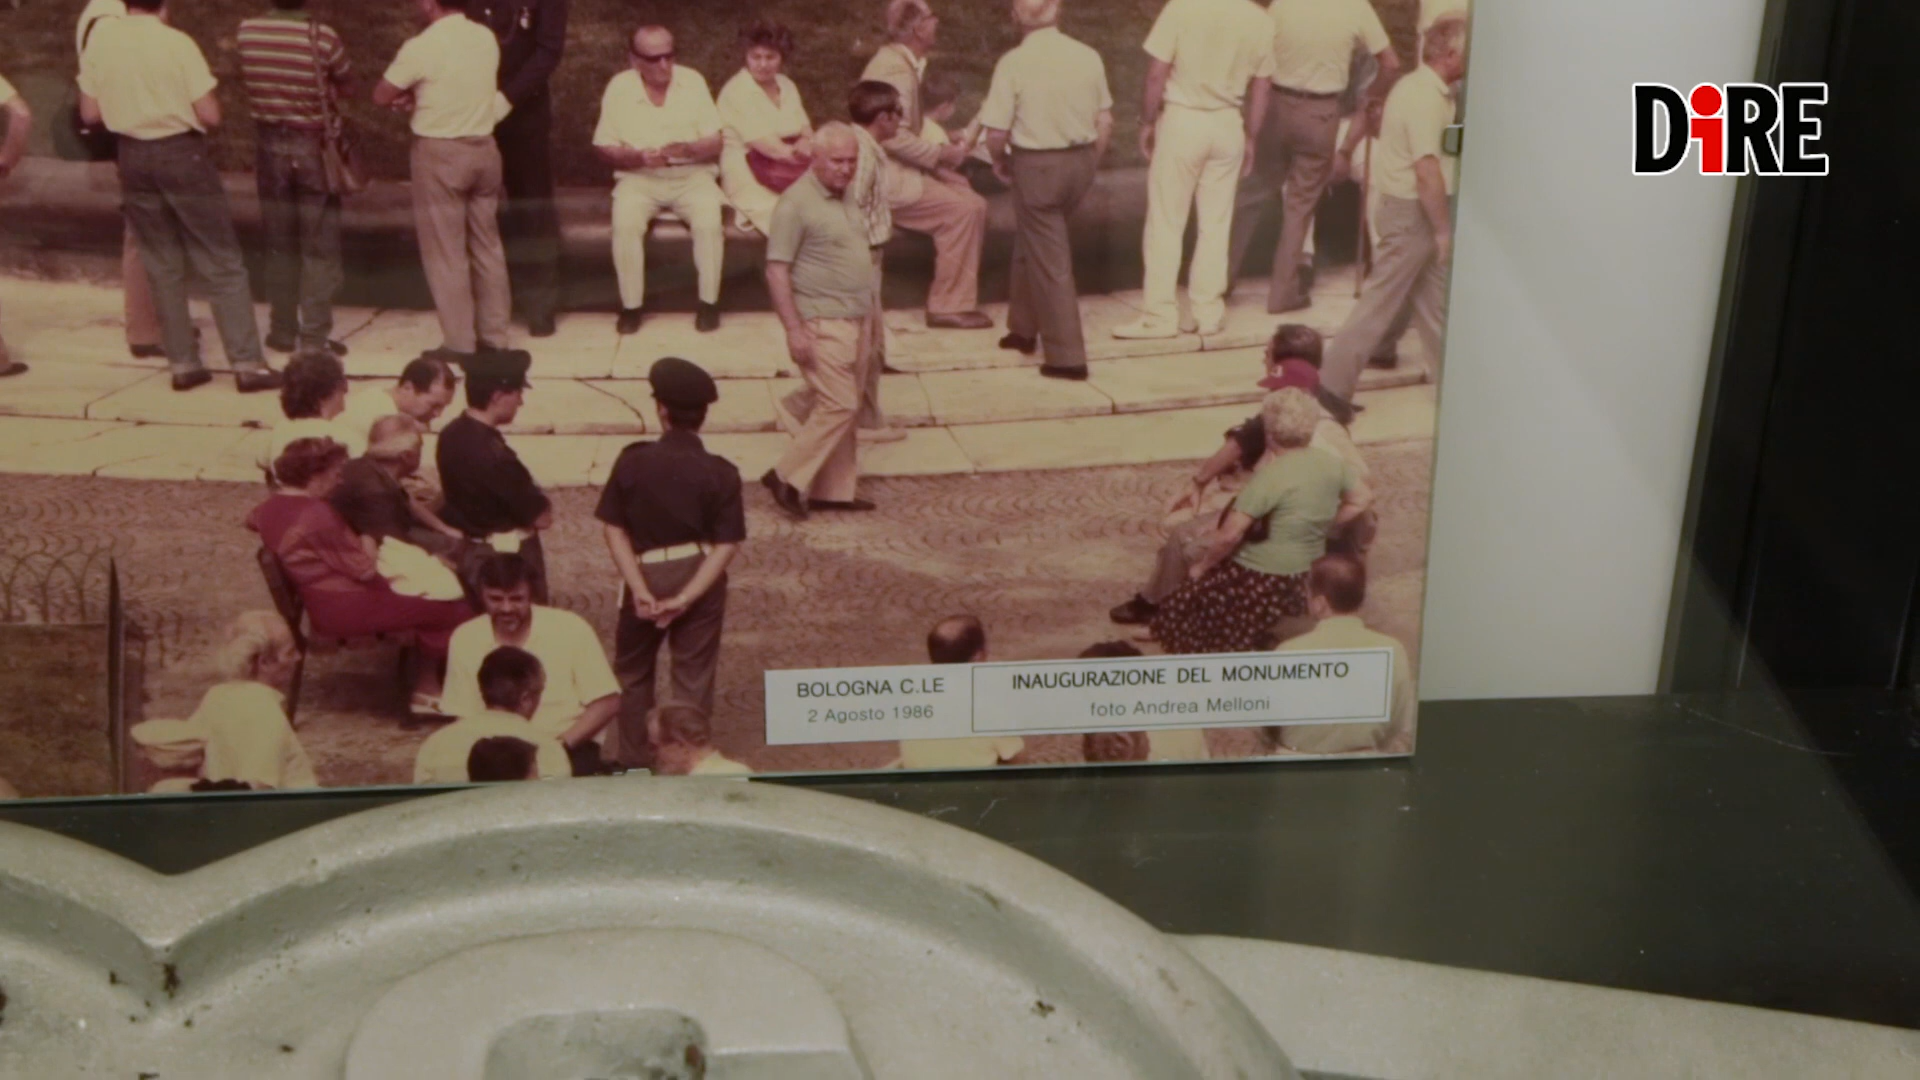 DiRE
BOLOGNA C.LE
2 Agosto 1986
INAUGURAZIONE DEL MONUMENTO
foto Andrea Melloni